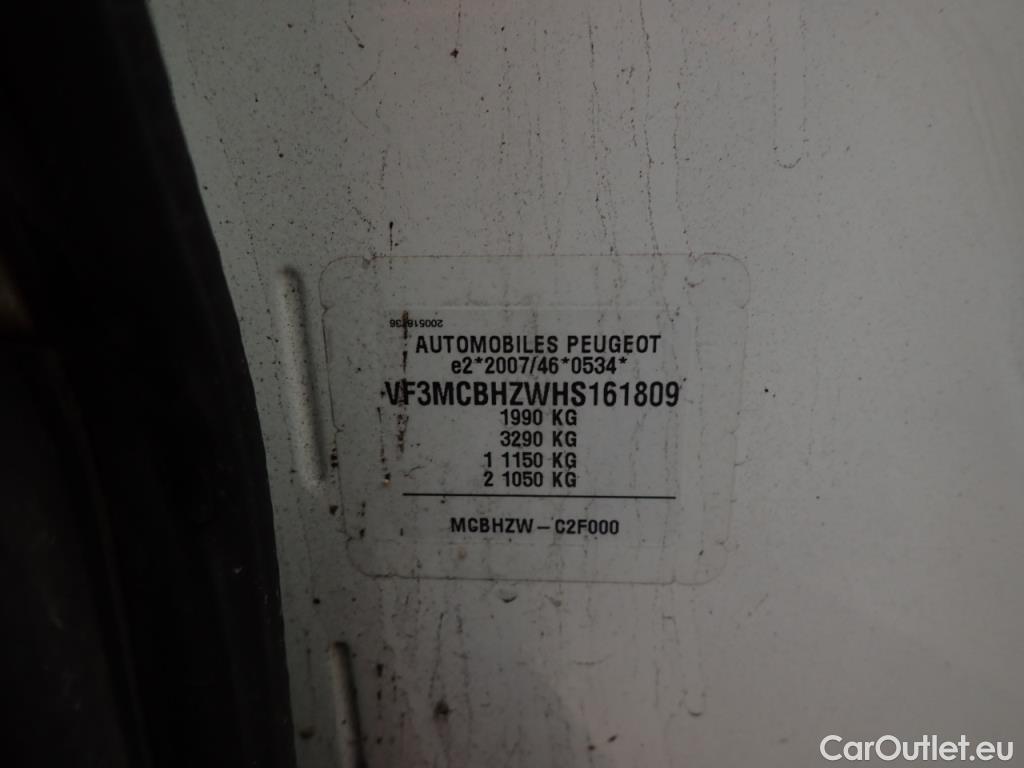 AUTOMOBILES PEUGEOT
e2*2007/46*0534*
VF3MCBHZWHS161809
1990 KG
3290 KG
1 1150 KG
2 1050 KG
MCBHZW – C2F000
CarOutlet.eu